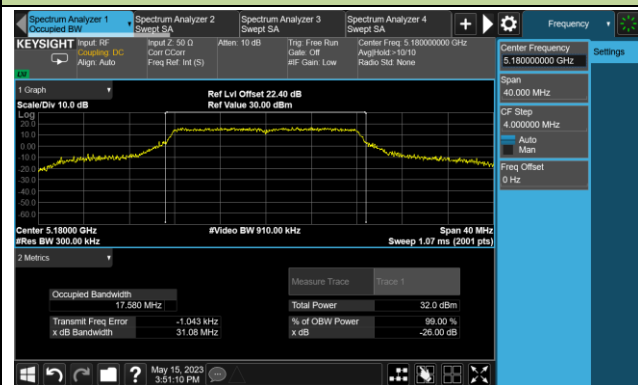 Spectrum Analyzer 1
Occupied BW
Spectrum Analyzer 2
Swept SA
Spectrum Analyzer 3
Swept SA
Spectrum Analyzer 4
Swept SA
Frequency
KEYSIGHT
Input: RF
Coupling: DC
Align: Auto
Input Z: 50 Ω
Corr CCorr
Freq Ref: Int (S)
Atten: 10 dB
Trig: Free Run
Gate: Off
#IF Gain: Low
Center Freq: 5.180000000 GHz
Avg|Hold:>10/10
Radio Std: None
Center Frequency
5.180000000 GHz
Settings
Span
40.000 MHz
CF Step
4.000000 MHz
Auto
Man
Freq Offset
0 Hz
1 Graph
Scale/Div 10.0 dB
Ref Lvl Offset 22.40 dB
Ref Value 30.00 dBm
Log
20.0
10.0
0.00
-10.0
-20.0
-30.0
-40.0
-50.0
-60.0
Center 5.18000 GHz
#Res BW 300.00 kHz
#Video BW 910.00 kHz
Span 40 MHz
Sweep 1.07 ms (2001 pts)
2 Metrics
Measure Trace
Trace 1
Occupied Bandwidth
17.580 MHz
Total Power
32.0 dBm
Transmit Freq Error
-1.043 kHz
% of OBW Power
99.00 %
x dB Bandwidth
31.08 MHz
x dB
-26.00 dB
May 15, 2023
3:51:10 PM